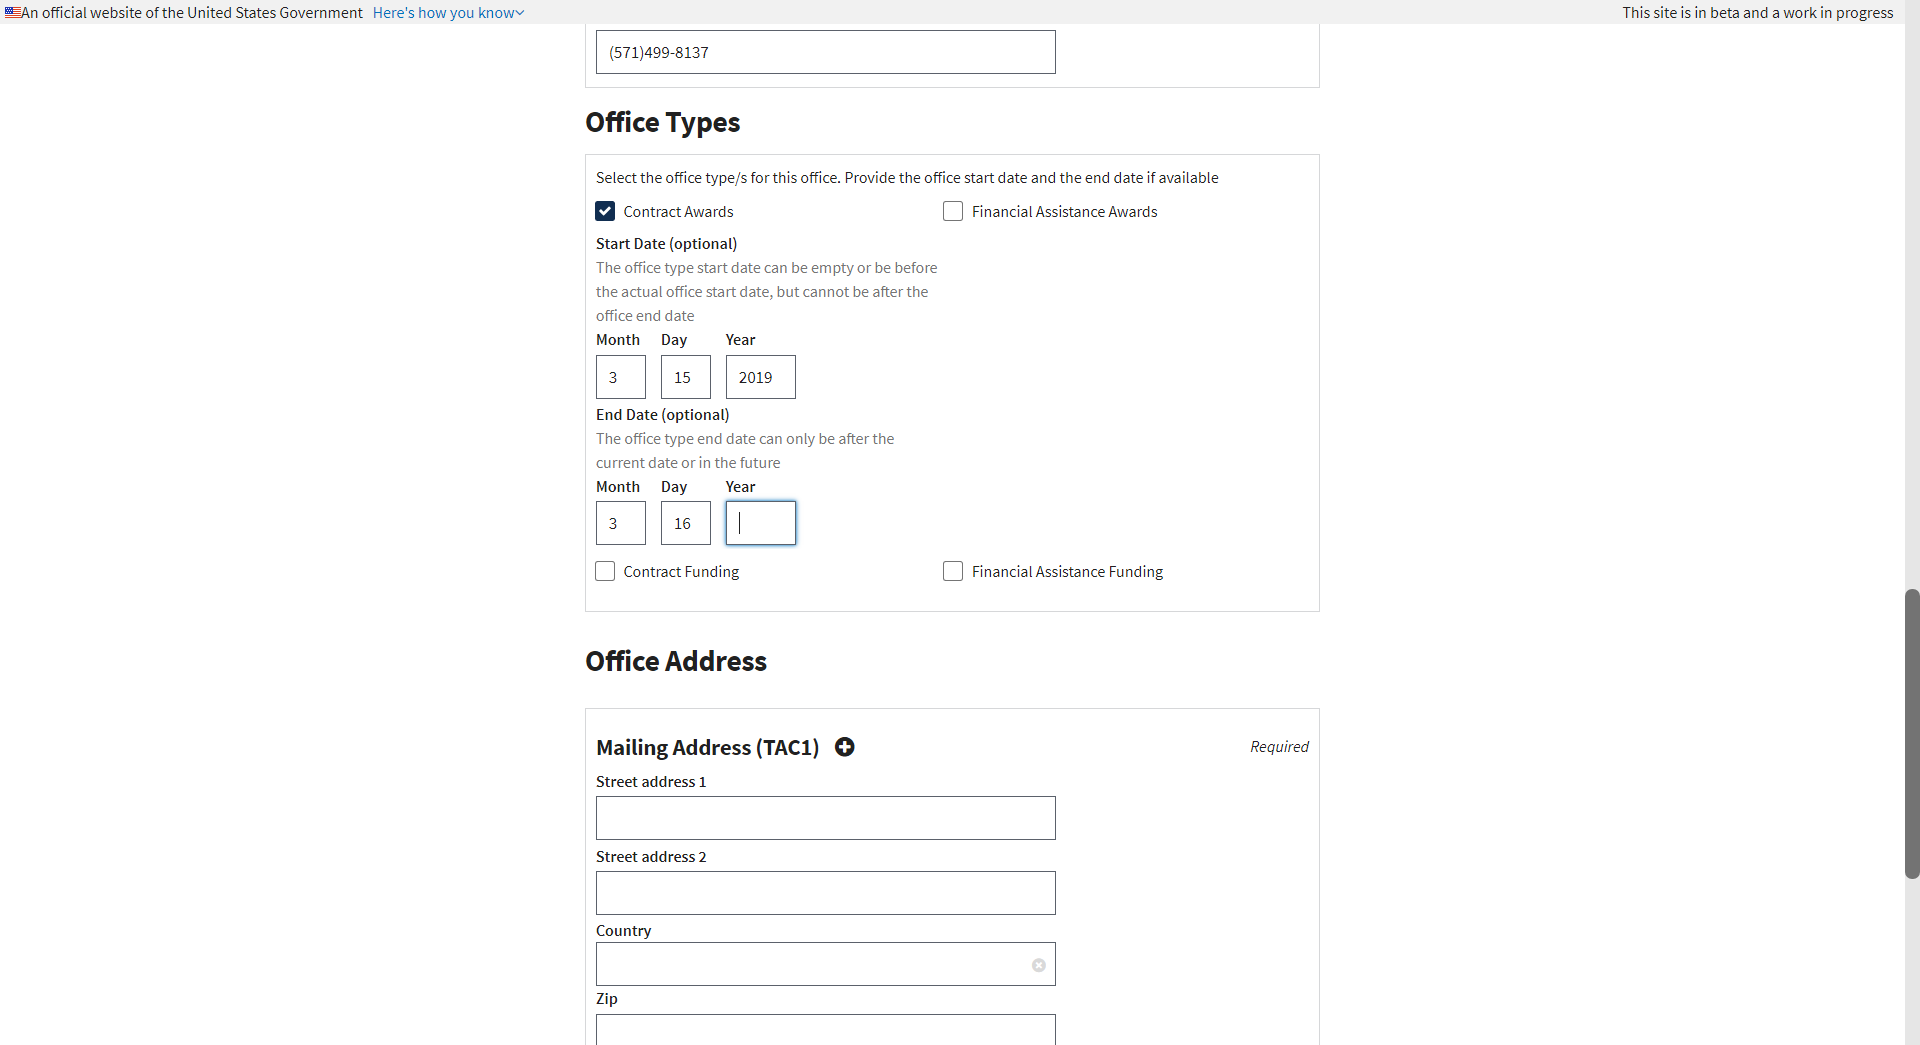 An official website of the United States Government Here's how you know
This site is in beta and a work in progress
(571)499-8137
Office Types
Select the office type/s for this office. Provide the office start date and the end date if available
Contract Awards
Financial Assistance Awards
Start Date (optional)
The office type start date can be empty or be before
the actual office start date, but cannot be after the
office end date
Month Day Year
3 15 2019
End Date (optional)
The office type end date can only be after the
current date or in the future
Month Day Year
3 16
Contract Funding
Financial Assistance Funding
Office Address
Mailing Address (TAC1)
Required
Street address 1
Street address 2
Country
Zip